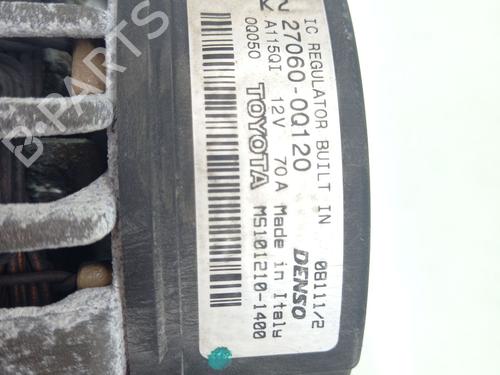 IC REGULATOR BUILT IN
27060-0Q120 0B111/2
A115QI 12V 70A Made in Italy DENSO
0Q050 TOYOTA MS101210-1400
B-PARTS